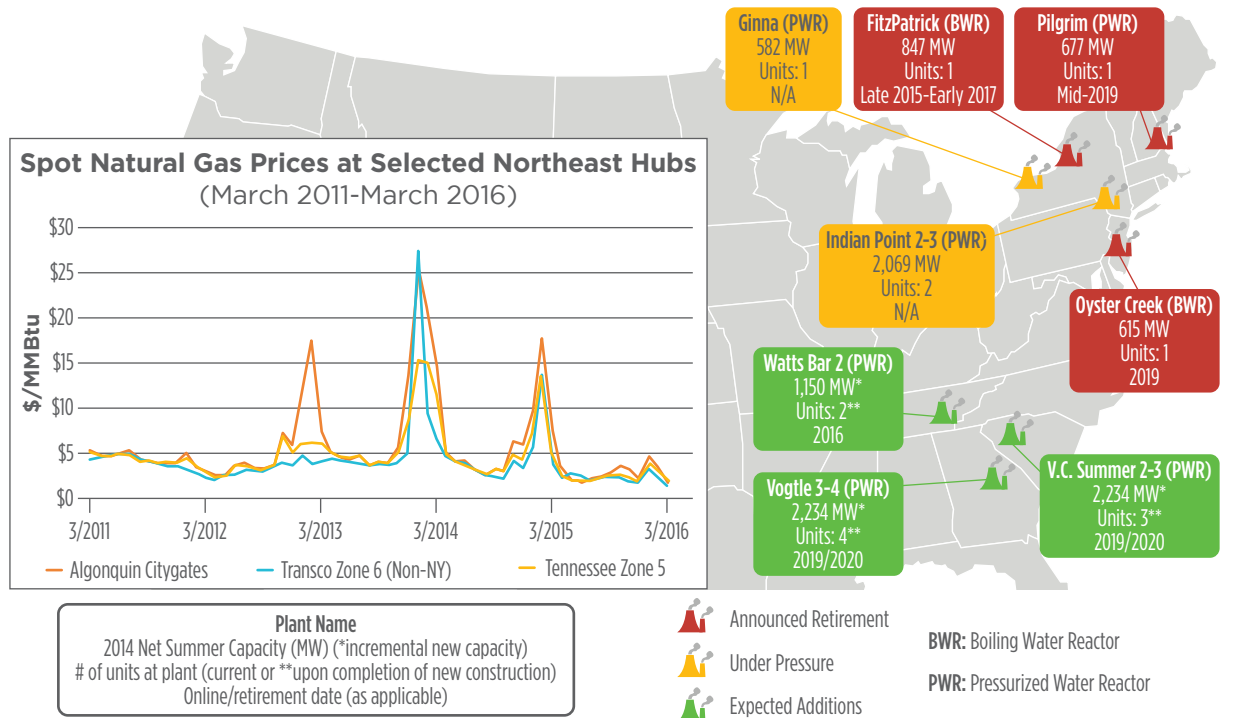 Ginna (PWR)
582 MW
Units: 1
N/A
FitzPatrick (BWR)
847 MW
Units: 1
Late 2015-Early 2017
Pilgrim (PWR)
677 MW
Units: 1
Mid-2019
Spot Natural Gas Prices at Selected Northeast Hubs
(March 2011-March 2016)
$/MMBtu
$30
$25
$20
$15
$10
$5
$0
3/2011
3/2012
3/2013
3/2014
3/2015
3/2016
Algonquin Citygates
Transco Zone 6 (Non-NY)
Tennessee Zone 5
Indian Point 2-3 (PWR)
2,069 MW
Units: 2
N/A
Oyster Creek (BWR)
615 MW
Units: 1
2019
Watts Bar 2 (PWR)
1,150 MW*
Units: 2**
2016
Vogtle 3-4 (PWR)
2,234 MW*
Units: 4**
2019/2020
V.C. Summer 2-3 (PWR)
2,234 MW*
Units: 3**
2019/2020
Plant Name
2014 Net Summer Capacity (MW) (*incremental new capacity)
# of units at plant (current or **upon completion of new construction)
Online/retirement date (as applicable)
Announced Retirement
Under Pressure
Expected Additions
BWR: Boiling Water Reactor
PWR: Pressurized Water Reactor